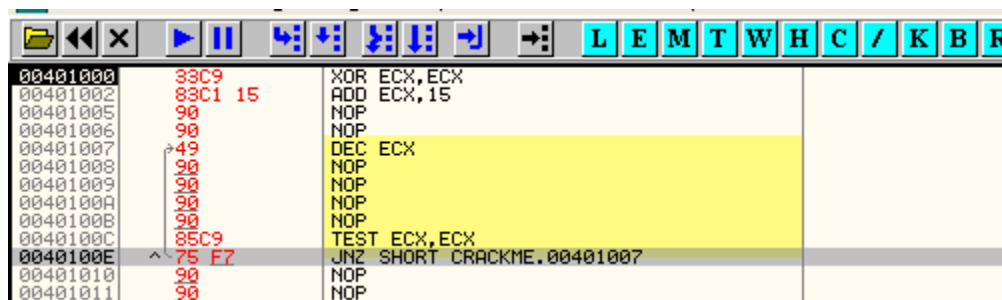 L E M T W H C / K B R
00401000 33C9 XOR ECX,ECX
00401002 83C1 15 ADD ECX,15
00401005 90 NOP
00401006 90 NOP
00401007 49 DEC ECX
00401008 90 NOP
00401009 90 NOP
0040100A 90 NOP
0040100B 90 NOP
0040100C 85C9 TEST ECX,ECX
0040100E ^ 75 F7 JNZ SHORT CRACKME.00401007
00401010 90 NOP
00401011 90 NOP